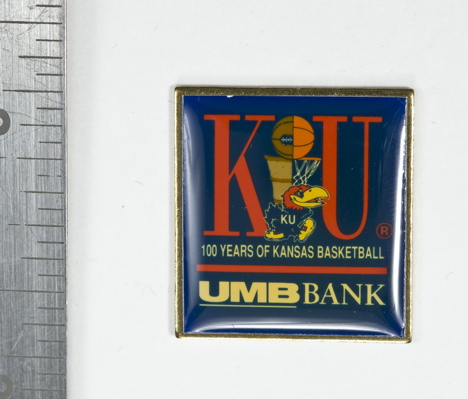 KU
KU
®
100 YEARS OF KANSAS BASKETBALL
UMB BANK